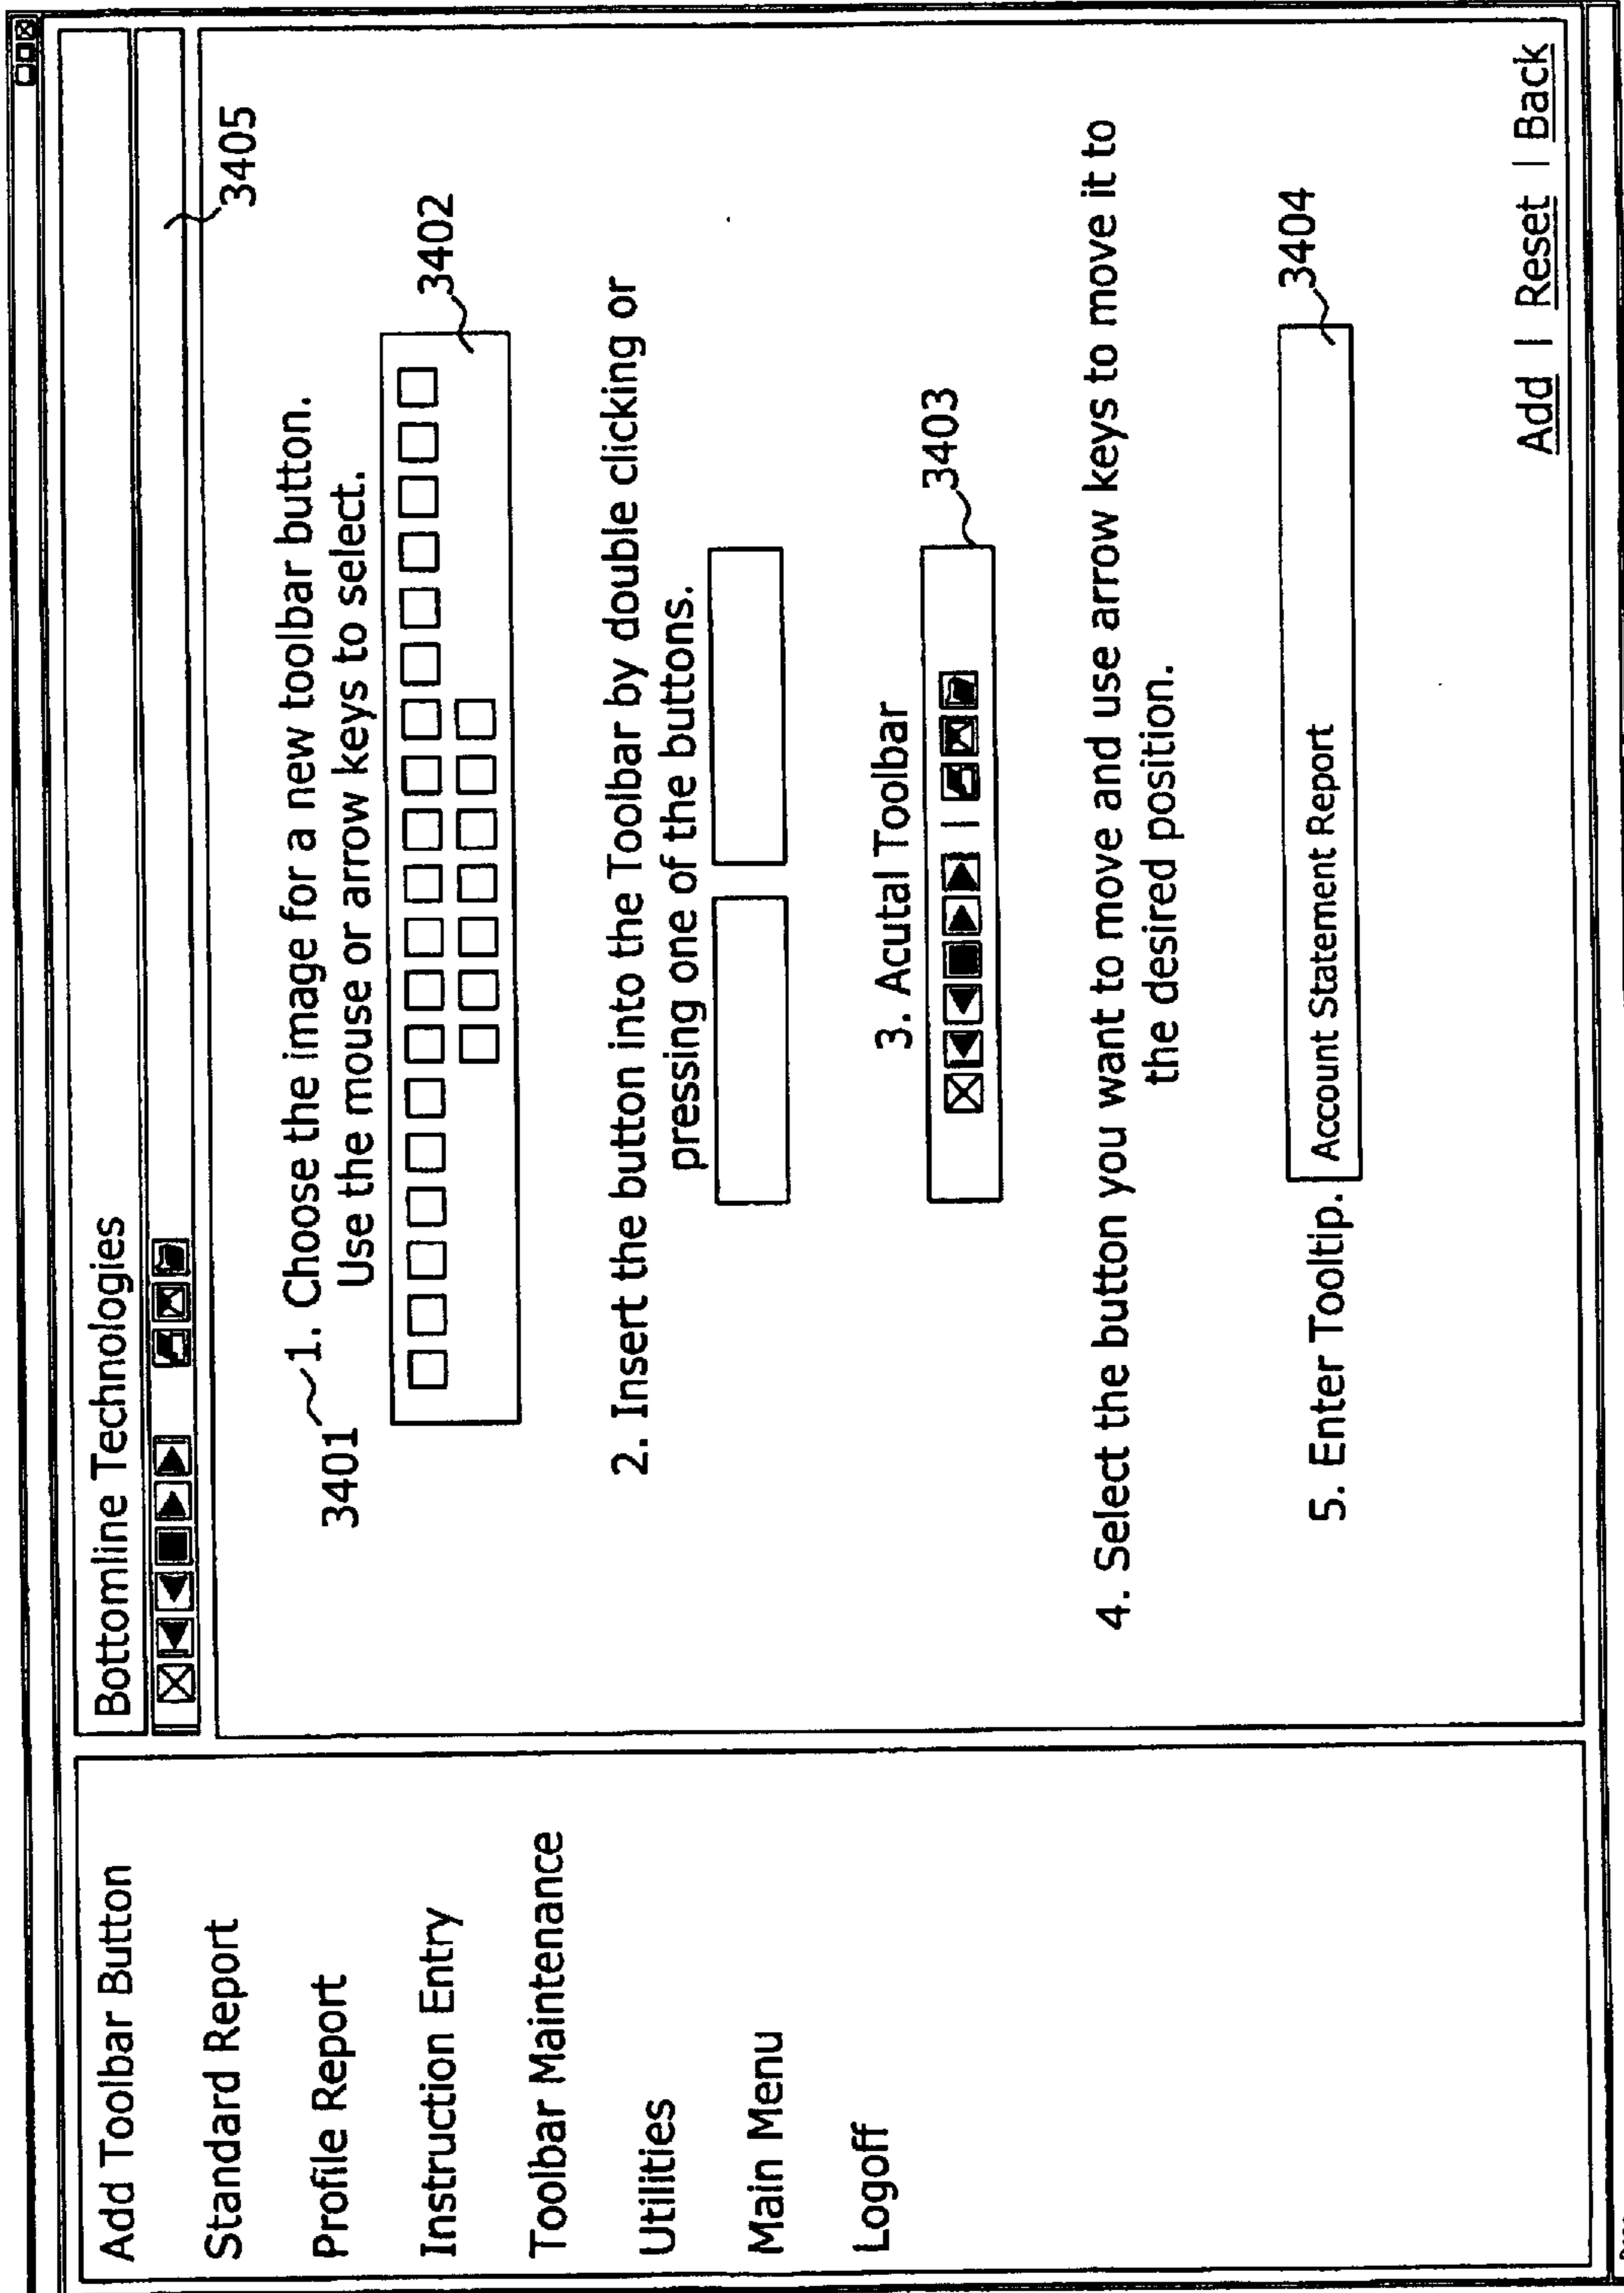 Add Toolbar Button
Standard Report
Profile Report
Instruction Entry
Toolbar Maintenance
Utilities
Main Menu
Logoff
Bottomline Technologies
3405
3401
1. Choose the image for a new toolbar button.
Use the mouse or arrow keys to select.
3402
2. Insert the button into the Toolbar by double clicking or
pressing one of the buttons.
3. Acutal Toolbar
3403
4. Select the button you want to move and use arrow keys to move it to
the desired position.
5. Enter Tooltip. Account Statement Report
3404
Add | Reset | Back